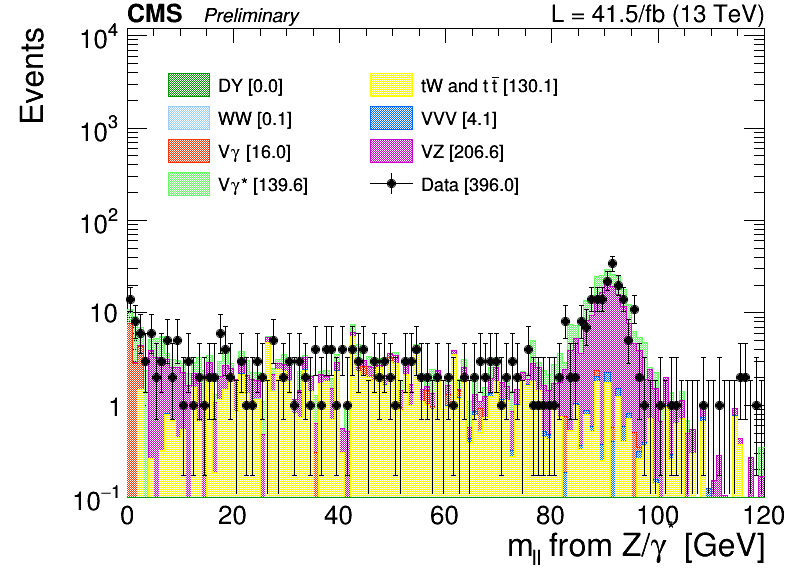 CMS Preliminary L = 41.5/fb (13 TeV)
Events
10⁴
10³
10²
10
1
10⁻¹
DY [0.0]
WW [0.1]
Vγ [16.0]
Vγ* [139.6]
tW and tt̄ [130.1]
VVV [4.1]
VZ [206.6]
Data [396.0]
0 20 40 60 80 100 120
m_ll from Z/γ* [GeV]